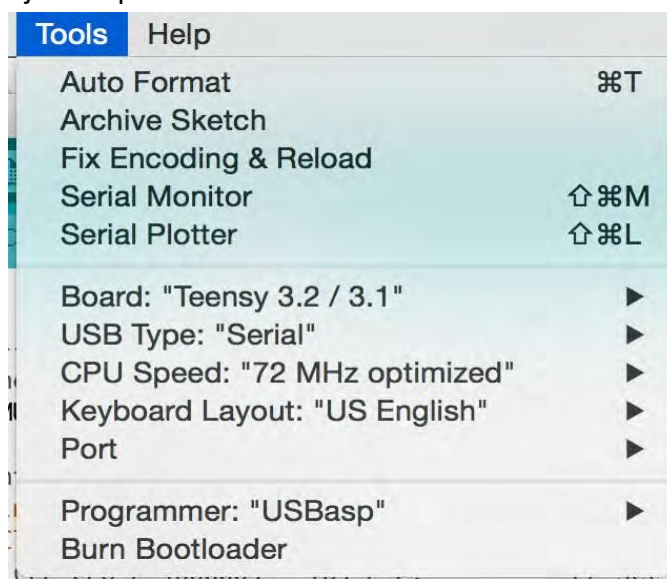 Tools Help
Auto Format ⌘T
Archive Sketch
Fix Encoding & Reload
Serial Monitor ⇧⌘M
Serial Plotter ⇧⌘L
Board: "Teensy 3.2 / 3.1" ▶
USB Type: "Serial" ▶
CPU Speed: "72 MHz optimized" ▶
Keyboard Layout: "US English" ▶
Port ▶
Programmer: "USBasp" ▶
Burn Bootloader